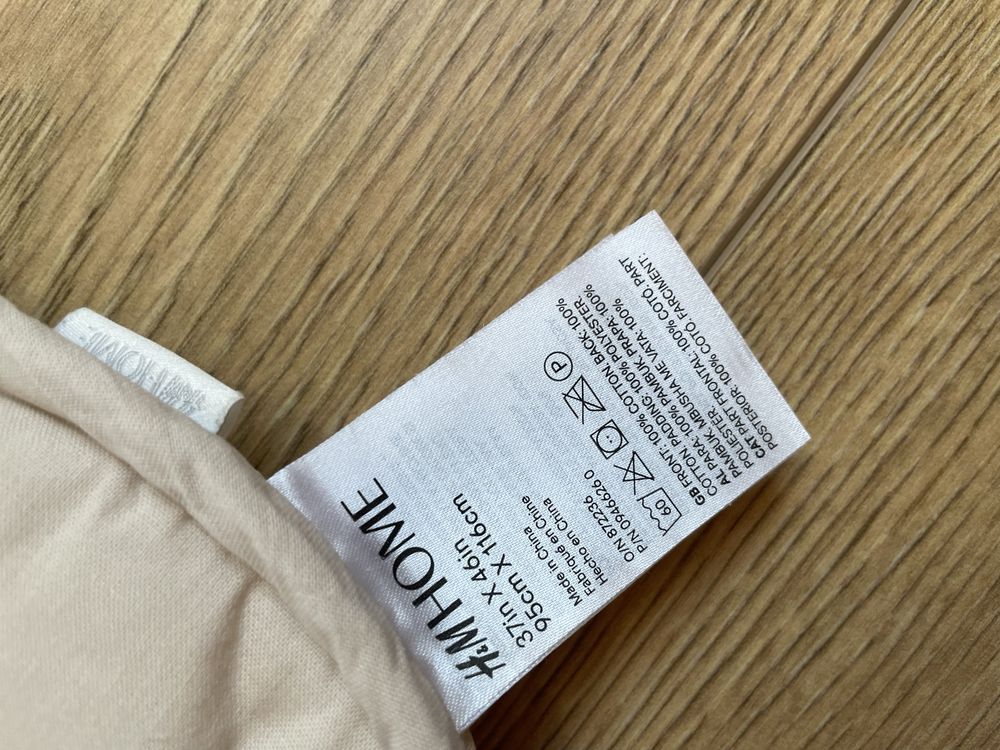 H&M HOME
37in X 46in
95cm X 116cm
Made in China
Fabriqué en Chine
Hecho en China
O/N 872236
P/N 0946626 0
60
P
GB FRONT: 100% COTTON BACK: 100%
COTTON PADDING: 100% POLYESTER.
AL PARA: 100% PAMBUK. PRAPA: 100%
PAMBUK. MBUSHA ME VATA: 100%
POLIESTER.
CAT PART FRONTAL: 100% COTÓ. PART
POSTERIOR: 100% COTÓ. FARCIMENT: